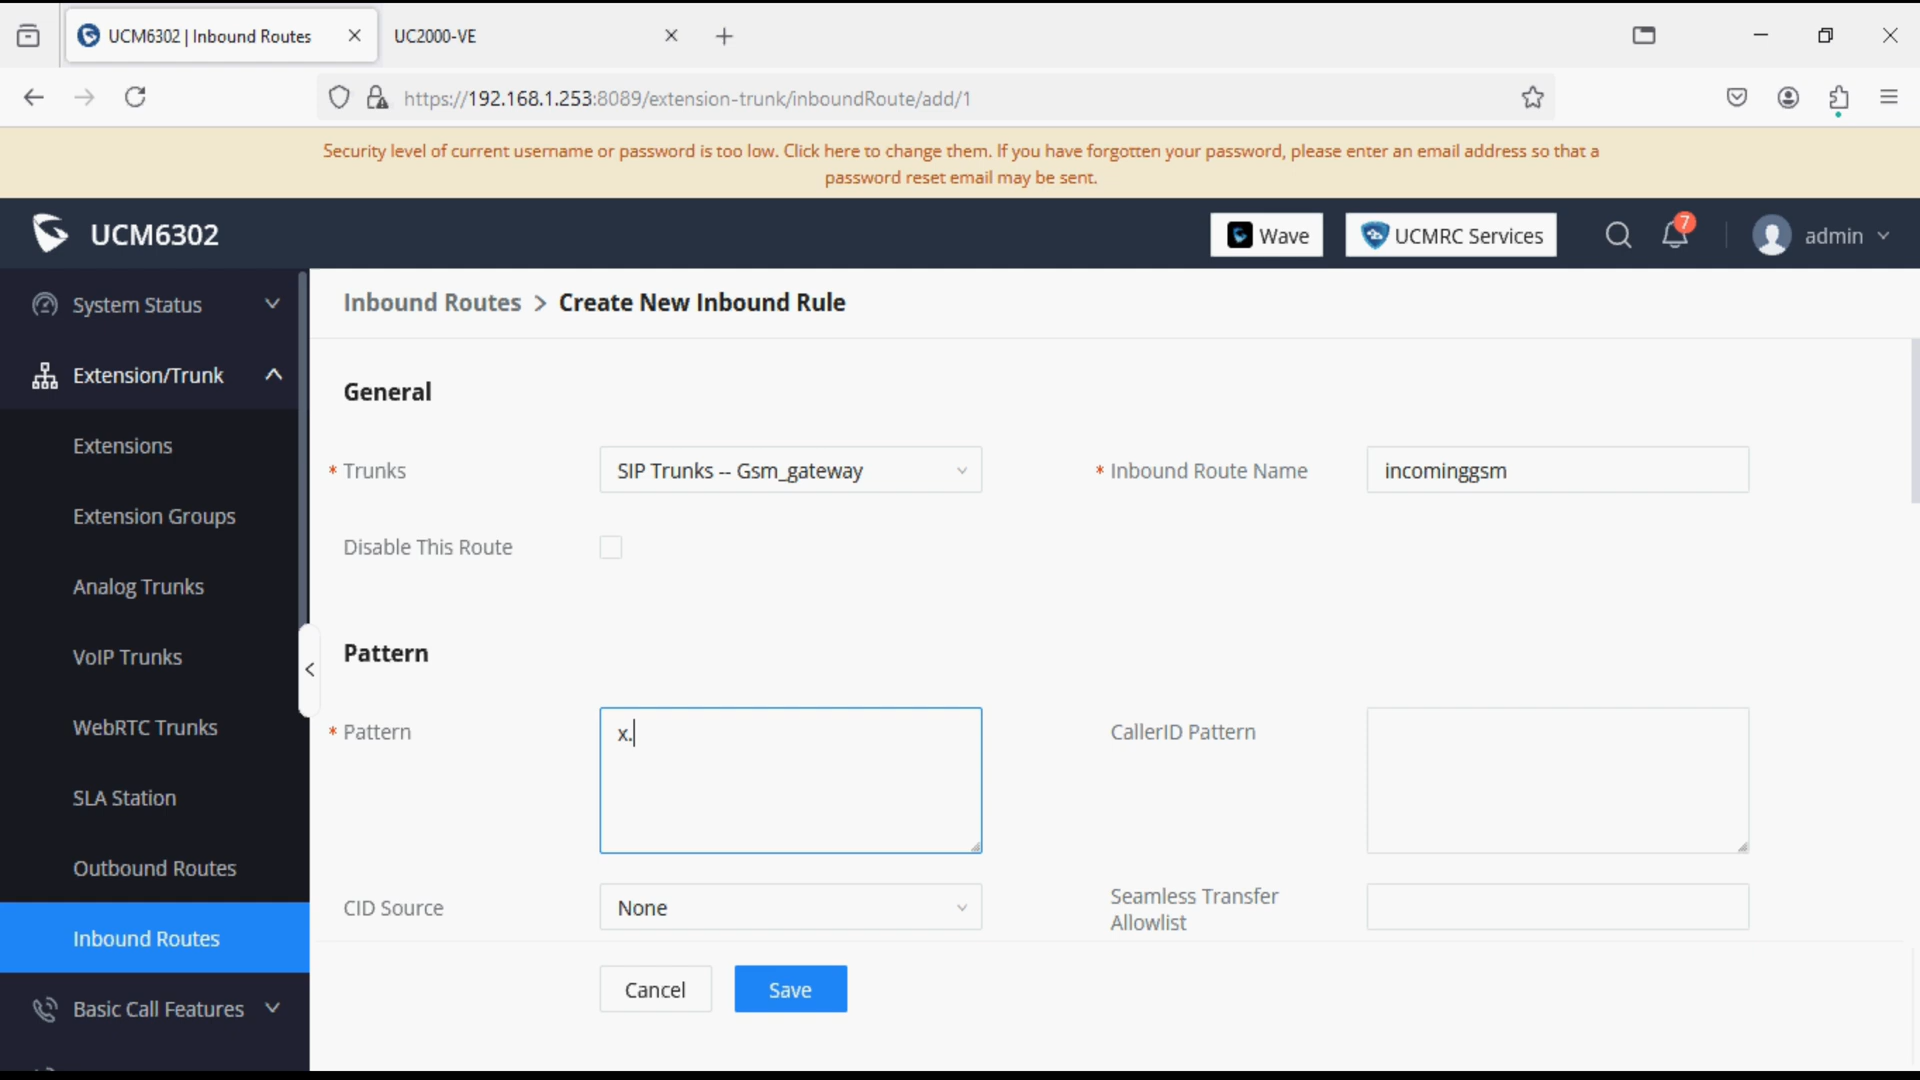 UCM6302 | Inbound Routes
UC2000-VE
https://192.168.1.253:8089/extension-trunk/inboundRoute/add/1
Security level of current username or password is too low. Click here to change them. If you have forgotten your password, please enter an email address so that a
password reset email may be sent.
UCM6302
Wave
UCMRC Services
7
admin
System Status
Extension/Trunk
Extensions
Extension Groups
Analog Trunks
VoIP Trunks
WebRTC Trunks
SLA Station
Outbound Routes
Inbound Routes
Basic Call Features
Inbound Routes > Create New Inbound Rule
General
* Trunks
SIP Trunks -- Gsm_gateway
* Inbound Route Name
incominggsm
Disable This Route
Pattern
* Pattern
x.
CallerID Pattern
CID Source
None
Seamless Transfer
Allowlist
Cancel
Save